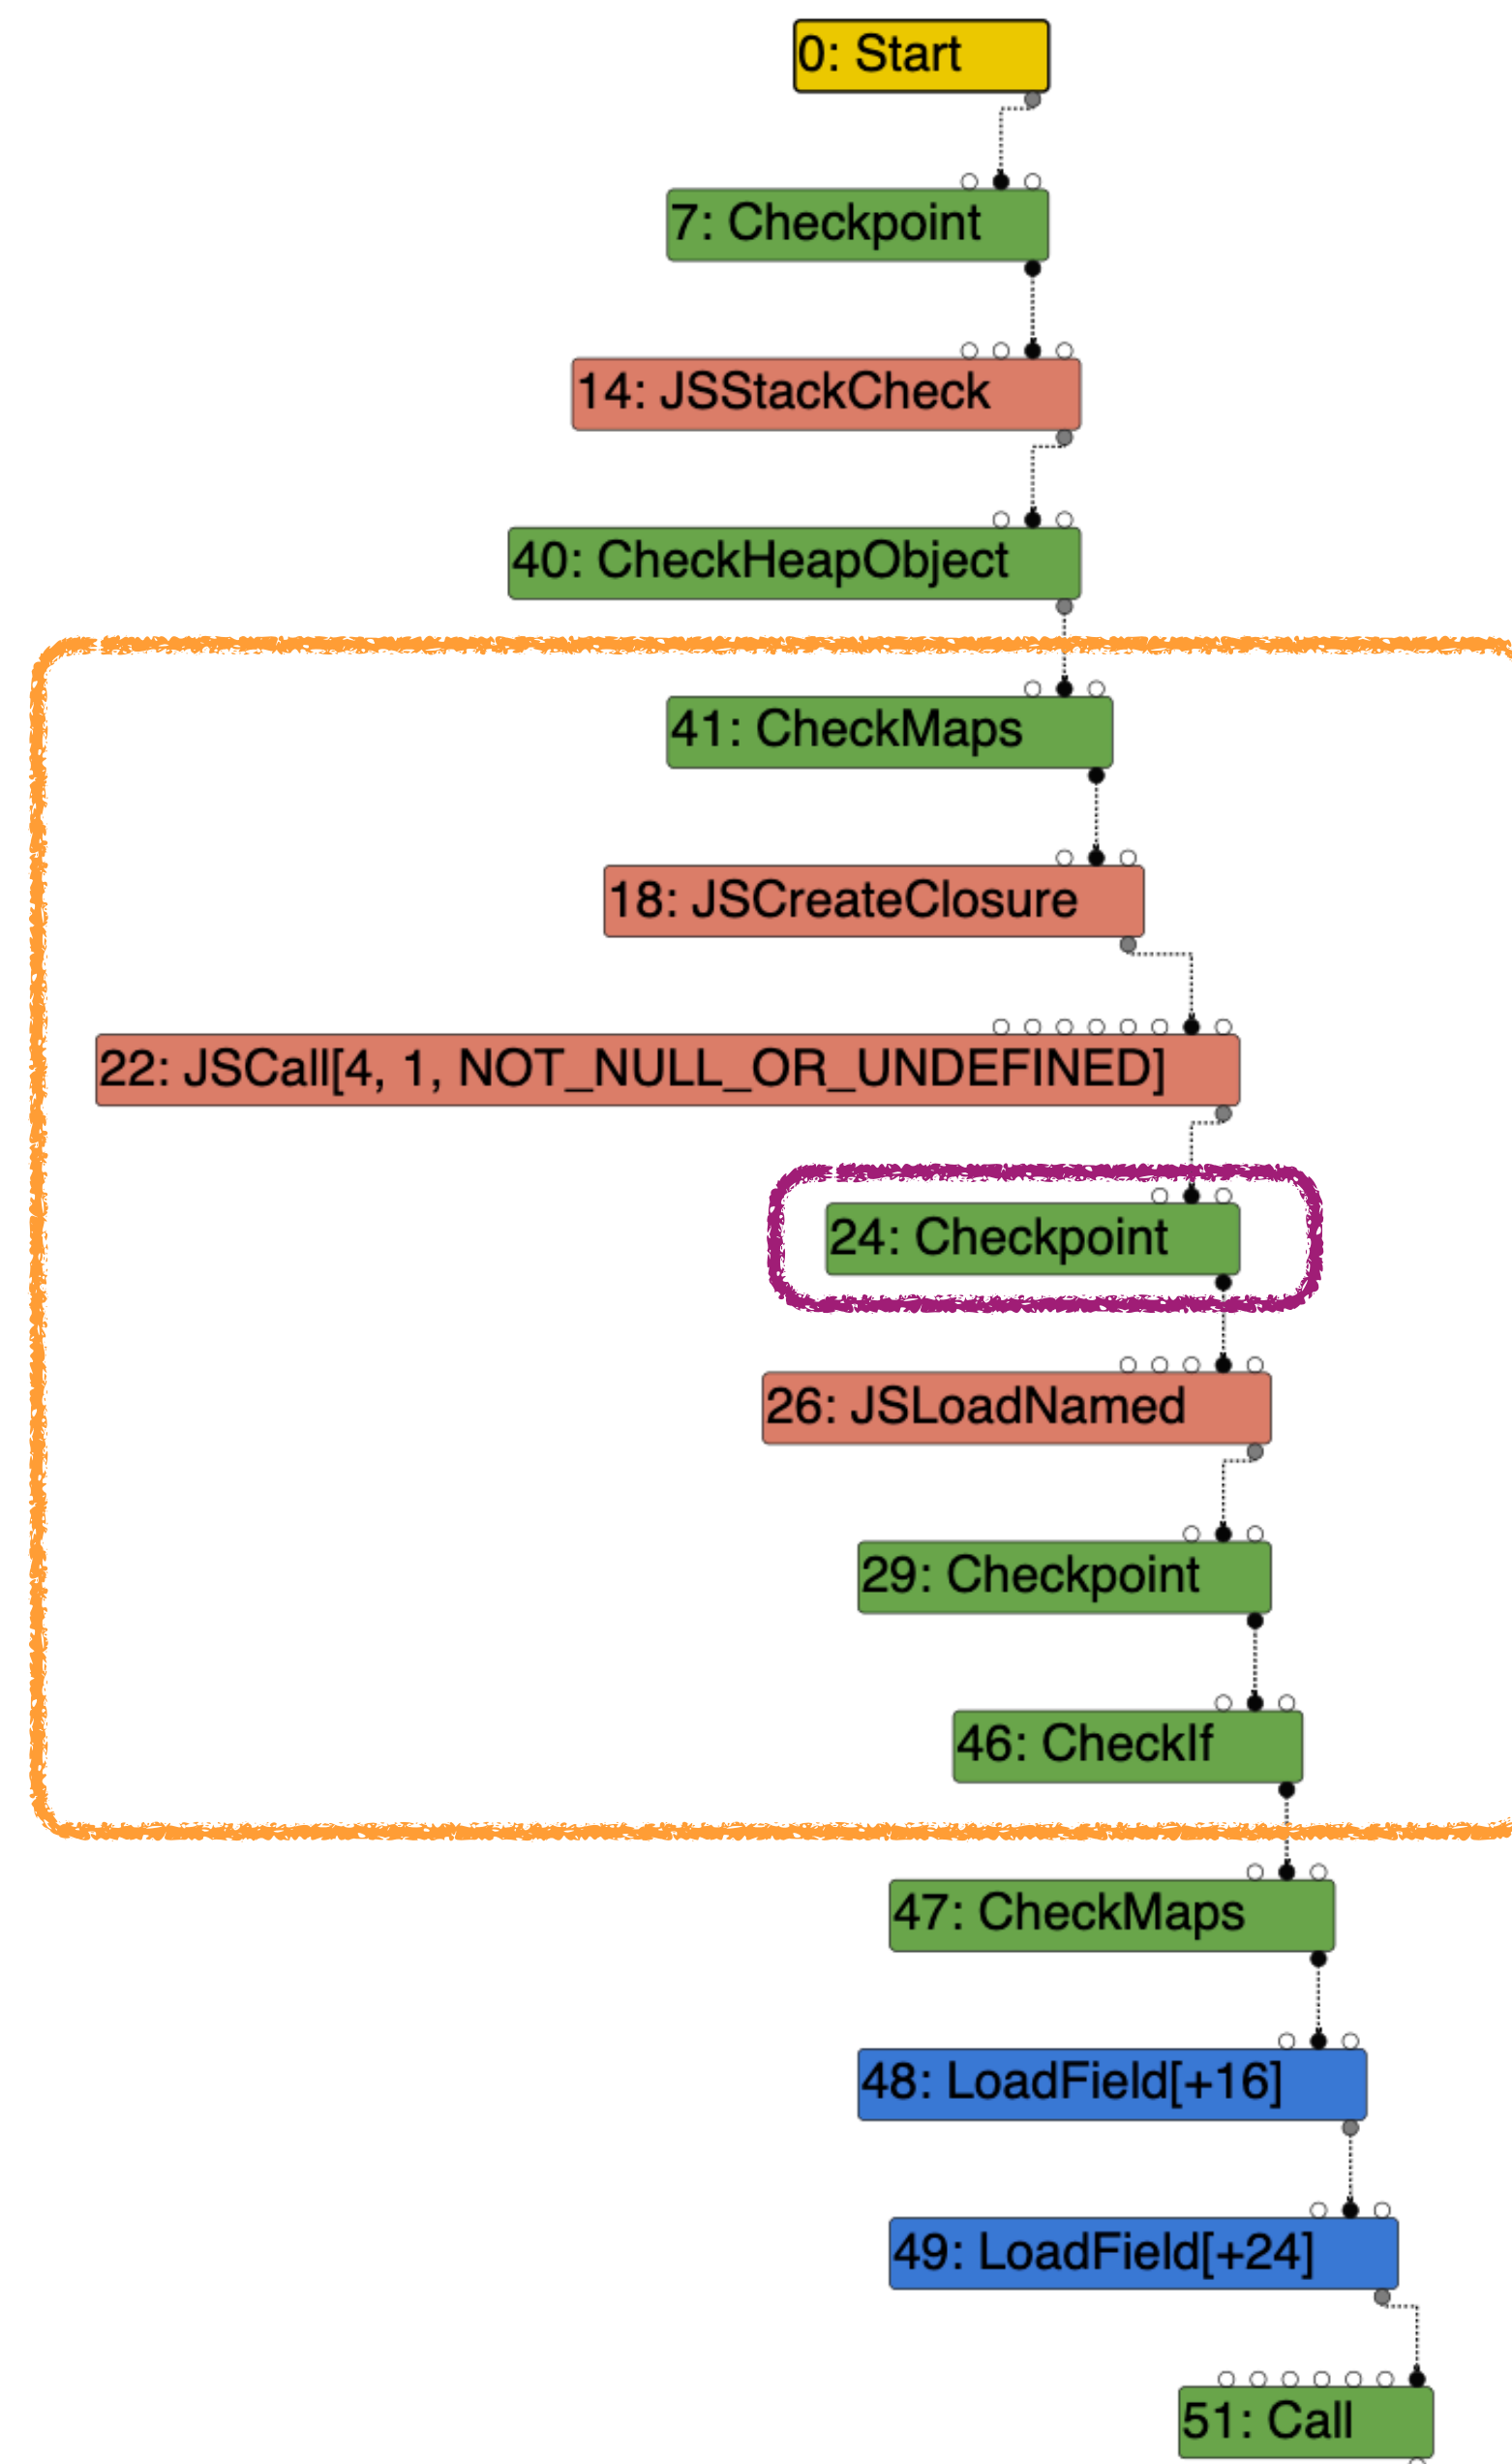 0: Start
7: Checkpoint
14: JSStackCheck
40: CheckHeapObject
41: CheckMaps
18: JSCreateClosure
22: JSCall[4, 1, NOT_NULL_OR_UNDEFINED]
24: Checkpoint
26: JSLoadNamed
29: Checkpoint
46: CheckIf
47: CheckMaps
48: LoadField[+16]
49: LoadField[+24]
51: Call